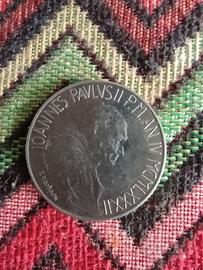 IOANNES PAVLVS II P.M. AN IV MCMLXXXII